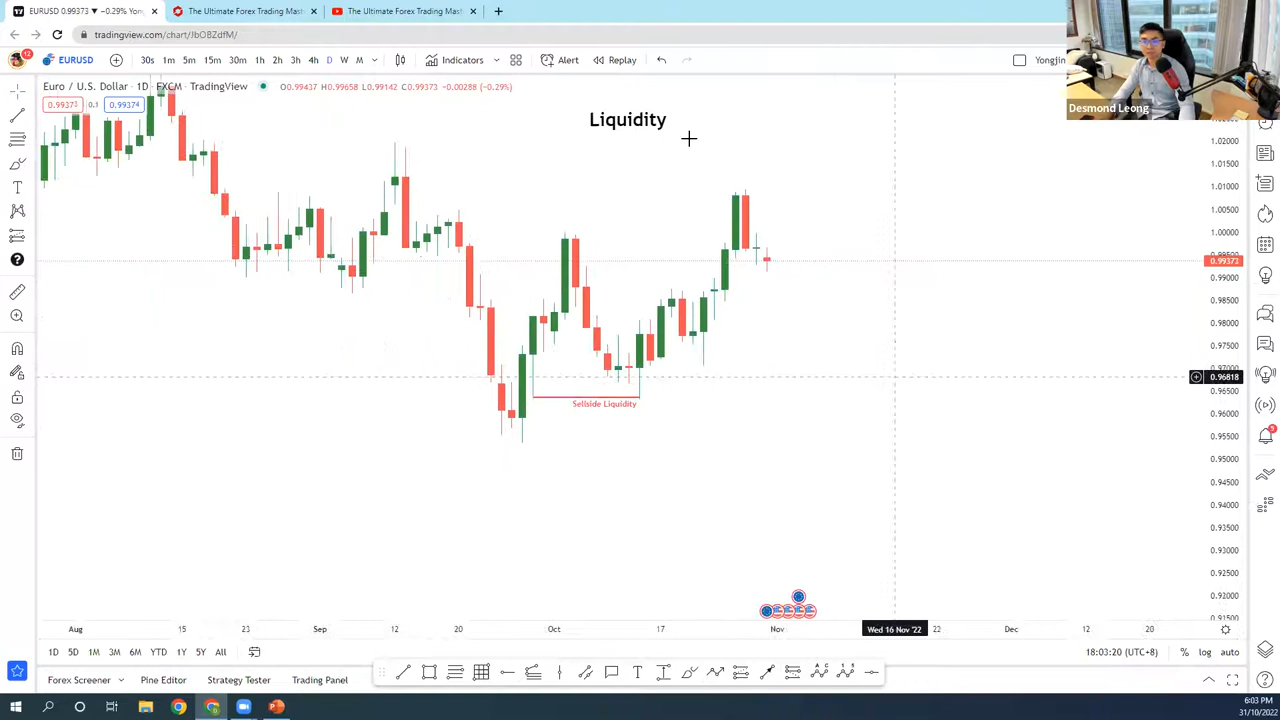 EURUSD 0.99373 ▼ −0.29% Yong
The Ultimate Forex Trading Mast
The Ultimate Forex Trading Mast
tradingview.com/chart/JbOBZdfM/
12
EURUSD
30s 1m 5m 15m 30m 1h 2h 3h 4h D W M
Indicators
Alert
Replay
Yongjin
Desmond Leong
Euro / U.S. Dollar · 1D · FXCM · TradingView
O0.99437 H0.99658 L0.99142 C0.99373 −0.00288 (−0.29%)
0.99373 0.1 0.99374
Liquidity
Sellside Liquidity
1.02000
1.01500
1.01000
1.00500
1.00000
0.99373
0.99000
0.98500
0.98000
0.97500
0.96818
0.96500
0.96000
0.95500
0.95000
0.94500
0.94000
0.93500
0.93000
0.92500
0.92000
0.91500
Aug 15 23 Sep 12 20 Oct 17 Nov Wed 16 Nov '22 22 Dec 12 20
1D 5D 1M 3M 6M YTD 1Y 5Y All
18:03:20 (UTC+8) % log auto
Forex Screener Pine Editor Strategy Tester Trading Panel
6:03 PM
31/10/2022